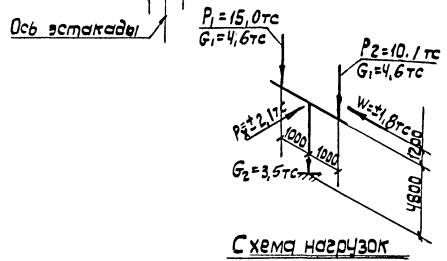 Ось эстакады
P₁=15,0тс
G₁=4,6тс
P2=10.1тс
G₁=4,6тс
W=±1,8тс
Pₓ=±2,1тс
1000
1000
1200
4800
G₂=3,5тс
Схема нагрузок